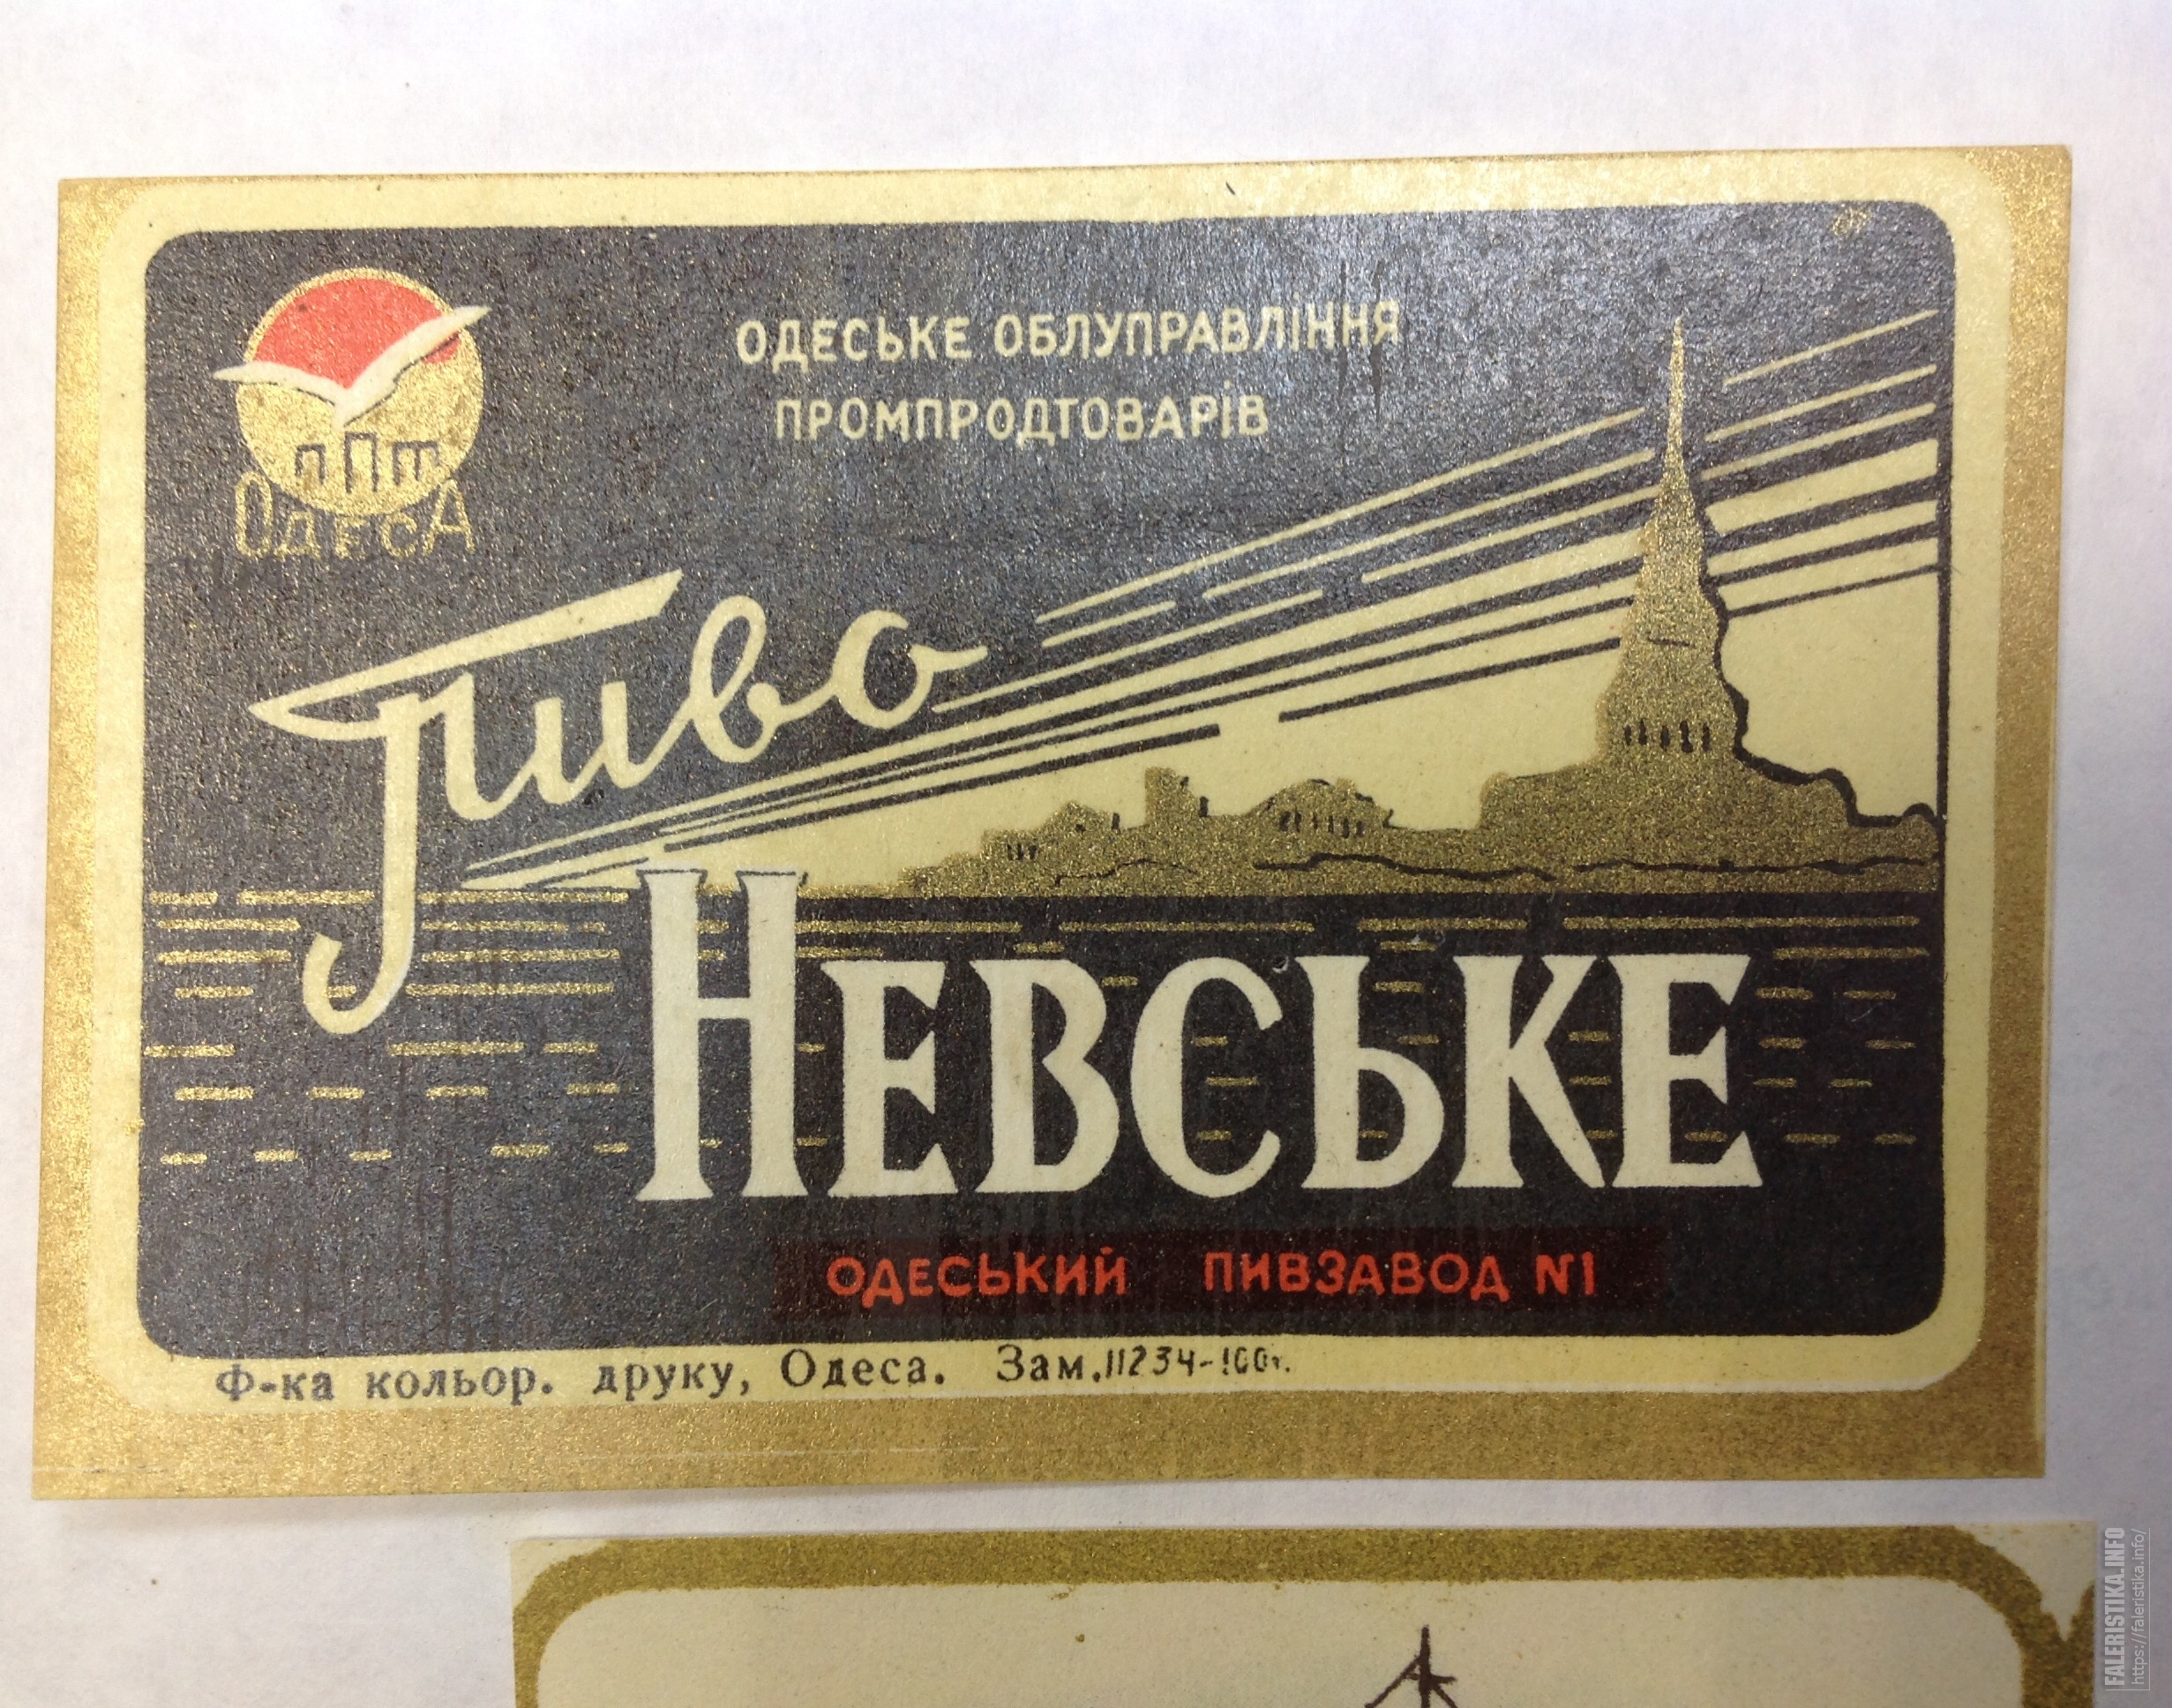 ОДЕСЬКЕ ОБЛУПРАВЛІННЯ
ПРОМПРОДТОВАРІВ
ППТ
ОДЕСА
Пиво
НЕВСЬКЕ
ОДЕСЬКИЙ ПИВЗАВОД №1
Ф-ка кольор. друку, Одеса. Зам.11234-100т.
FALERISTIKA.INFO
https://faleristika.info/